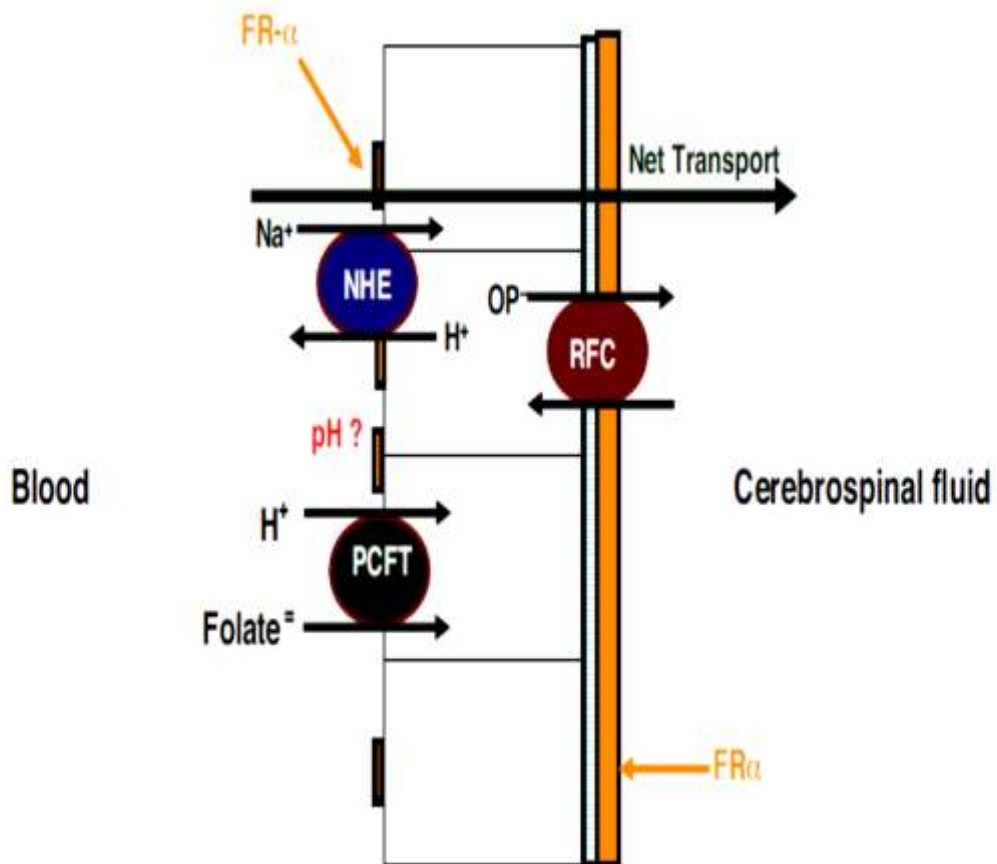 FR-α
Net Transport
Na⁺
NHE
OP⁻
H⁺
RFC
pH ?
Blood
Cerebrospinal fluid
H⁺
PCFT
Folate⁼
FRα